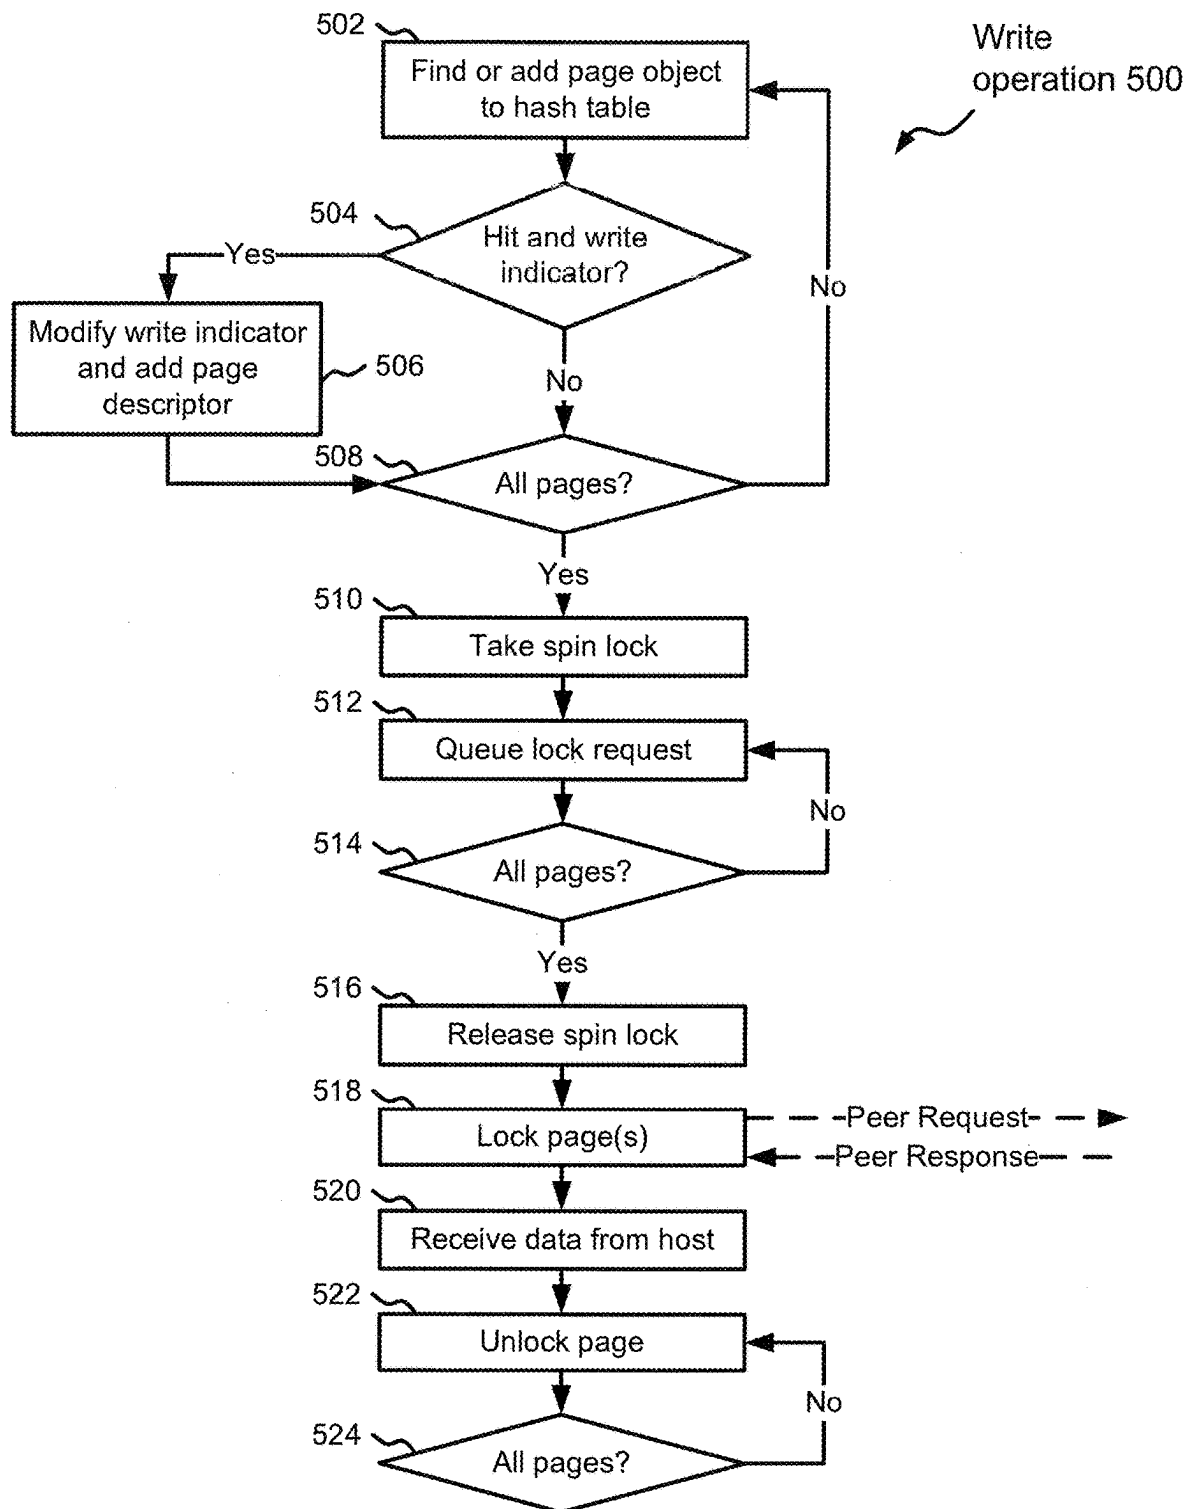 502
Write
operation 500
Find or add page object
to hash table
504
Hit and write
indicator?
Yes
No
Modify write indicator
and add page
descriptor
506
No
508
All pages?
Yes
510
Take spin lock
512
Queue lock request
No
514
All pages?
Yes
516
Release spin lock
518
Lock page(s)
Peer Request
Peer Response
520
Receive data from host
522
Unlock page
No
524
All pages?